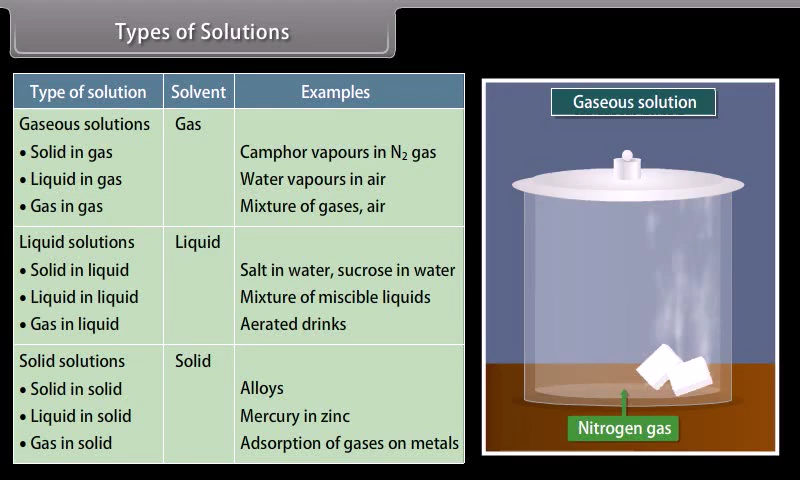 Types of Solutions
Type of solution Solvent Examples
Gaseous solutions Gas
• Solid in gas Camphor vapours in N₂ gas
• Liquid in gas Water vapours in air
• Gas in gas Mixture of gases, air
Liquid solutions Liquid
• Solid in liquid Salt in water, sucrose in water
• Liquid in liquid Mixture of miscible liquids
• Gas in liquid Aerated drinks
Solid solutions Solid
• Solid in solid Alloys
• Liquid in solid Mercury in zinc
• Gas in solid Adsorption of gases on metals
Gaseous solution
Nitrogen gas